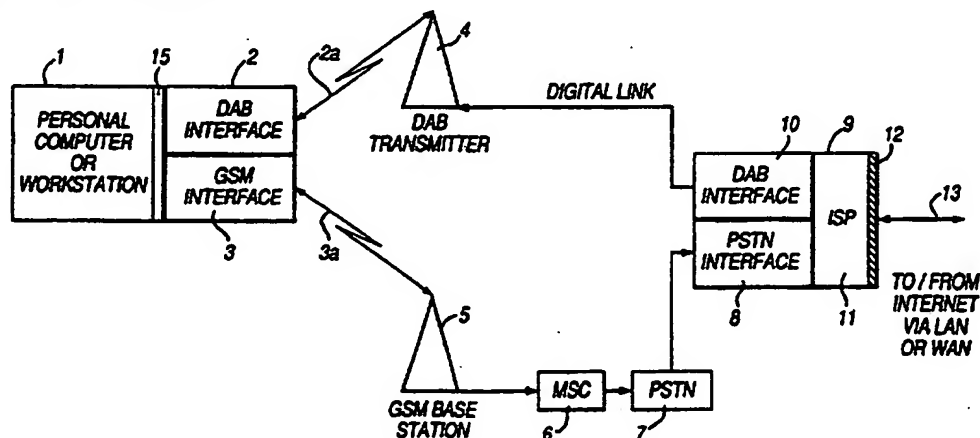 1
15
2
PERSONAL
COMPUTER
OR
WORKSTATION
DAB
INTERFACE
GSM
INTERFACE
3
2a
3a
4
DAB
TRANSMITTER
DIGITAL LINK
5
GSM BASE
STATION
MSC
6
PSTN
7
10
9
12
DAB
INTERFACE
PSTN
INTERFACE
8
ISP
11
13
TO / FROM
INTERNET
VIA LAN
OR WAN